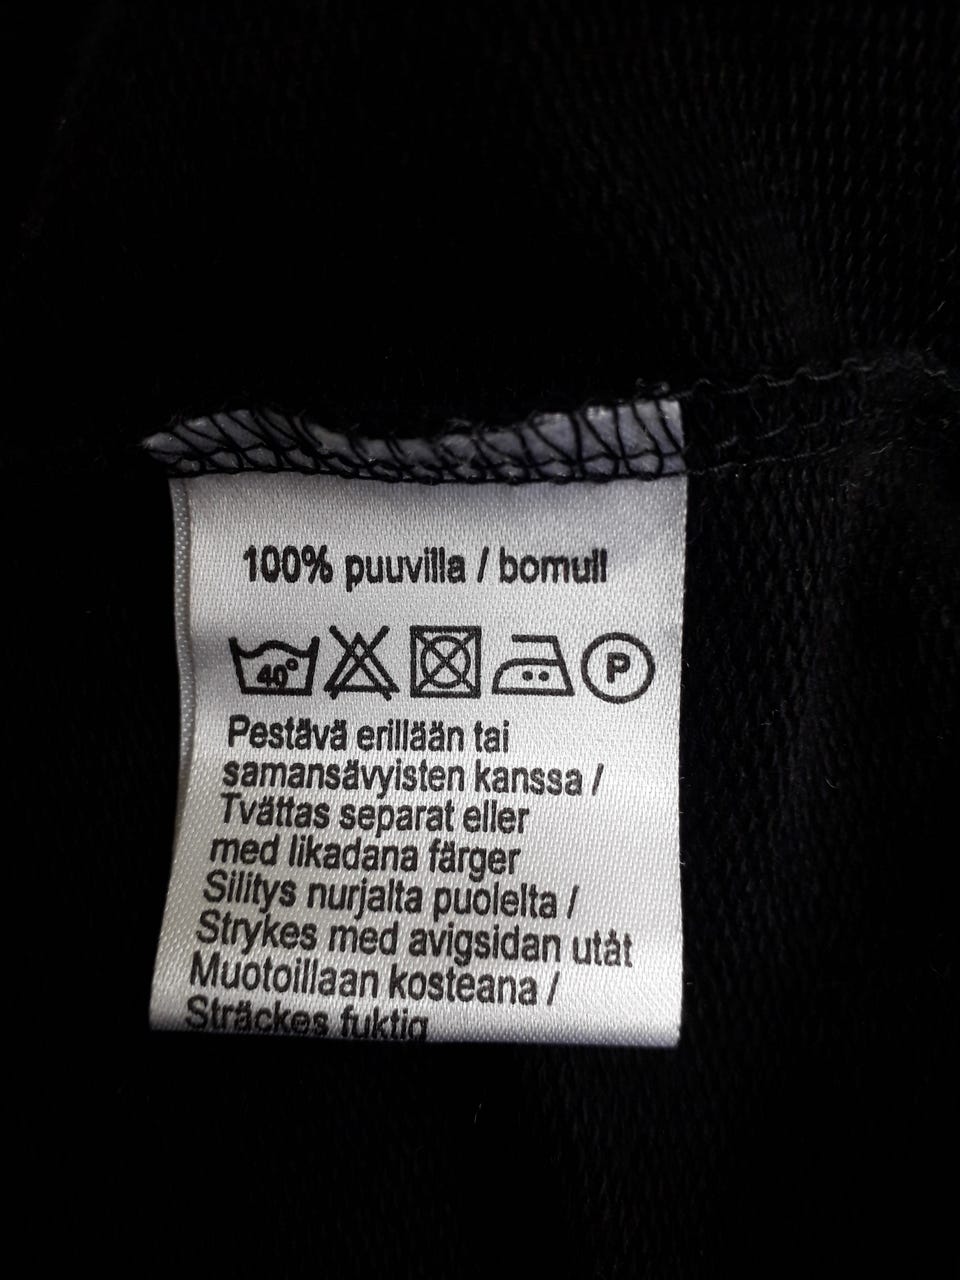 100% puuvilla / bomull
40°
P
Pestävä erillään tai
samansävyisten kanssa /
Tvättas separat eller
med likadana färger
Silitys nurjalta puolelta /
Strykes med avigsidan utåt
Muotoillaan kosteana /
Sträckes fuktig